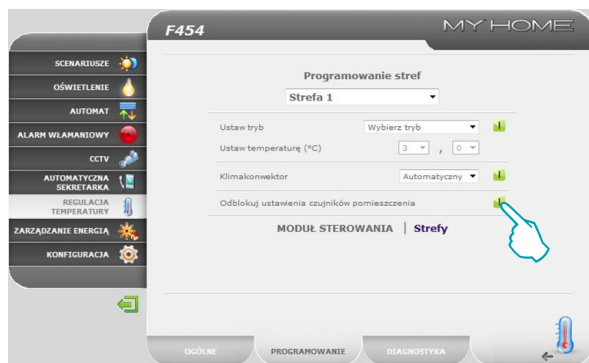 F454
MY HOME
SCENARIUSZE
OŚWIETLENIE
AUTOMAT
ALARM WŁAMANIOWY
CCTV
AUTOMATYCZNA
SEKRETARKA
REGULACJA
TEMPERATURY
ZARZĄDZANIE ENERGIĄ
KONFIGURACJA
Programowanie stref
Strefa 1
Ustaw tryb
Wybierz tryb
Ustaw temperaturę (°C)
3 , 0
Klimakonwektor
Automatyczny
Odblokuj ustawienia czujników pomieszczenia
MODUŁ STEROWANIA | Strefy
OGÓLNE
PROGRAMOWANIE
DIAGNOSTYKA